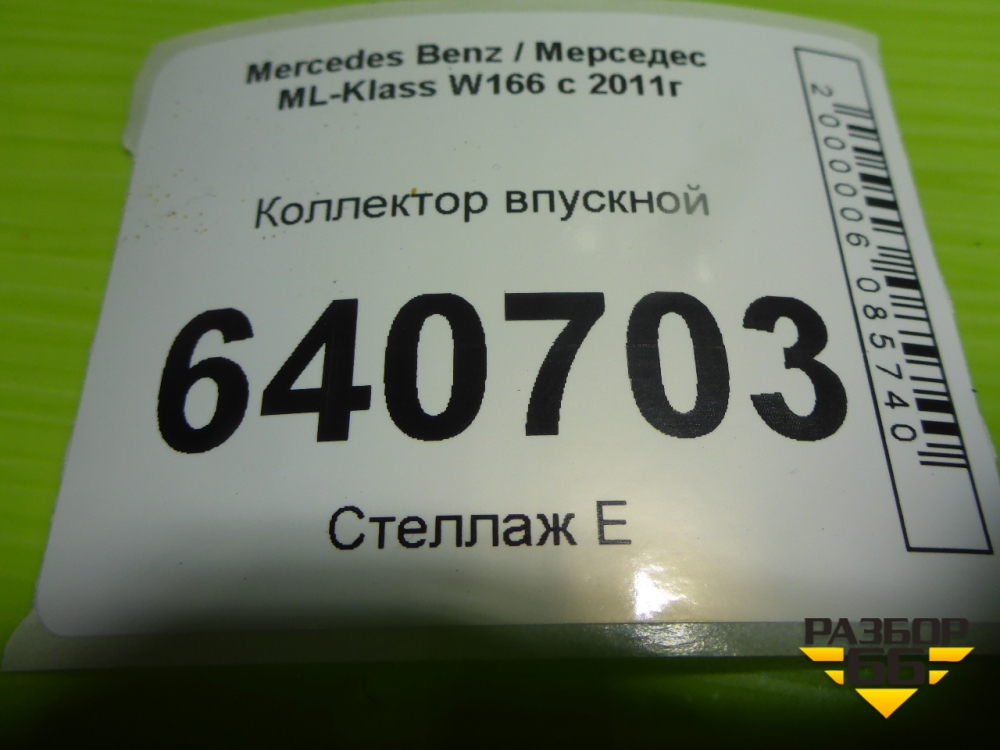 Mercedes Benz / Мерседес
ML-Klass W166 с 2011г
Коллектор впускной
640703
Стеллаж Е
2000006085740
РАЗБОР
66